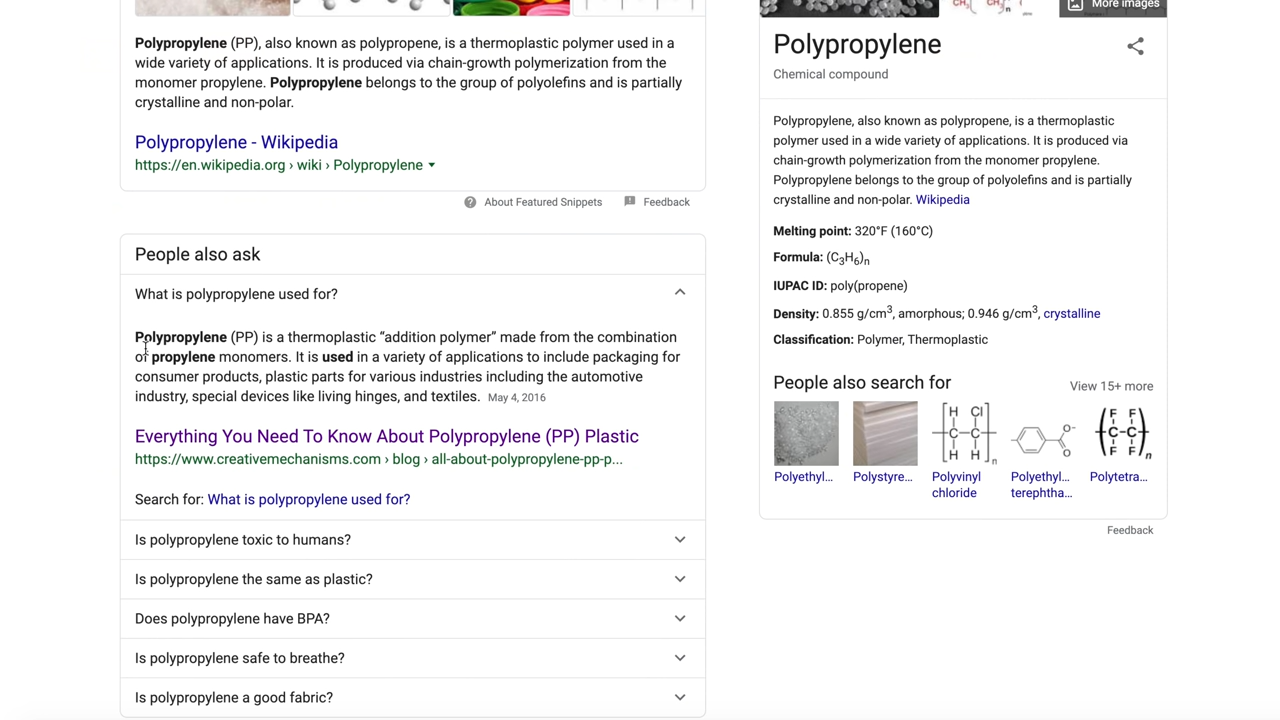 Polypropylene (PP), also known as polypropene, is a thermoplastic polymer used in a
wide variety of applications. It is produced via chain-growth polymerization from the
monomer propylene. Polypropylene belongs to the group of polyolefins and is partially
crystalline and non-polar.
Polypropylene - Wikipedia
https://en.wikipedia.org › wiki › Polypropylene
About Featured Snippets
Feedback
People also ask
What is polypropylene used for?
Polypropylene (PP) is a thermoplastic “addition polymer” made from the combination
of propylene monomers. It is used in a variety of applications to include packaging for
consumer products, plastic parts for various industries including the automotive
industry, special devices like living hinges, and textiles. May 4, 2016
Everything You Need To Know About Polypropylene (PP) Plastic
https://www.creativemechanisms.com › blog › all-about-polypropylene-pp-p...
Search for: What is polypropylene used for?
Is polypropylene toxic to humans?
Is polypropylene the same as plastic?
Does polypropylene have BPA?
Is polypropylene safe to breathe?
Is polypropylene a good fabric?
More images
Polypropylene
Chemical compound
Polypropylene, also known as polypropene, is a thermoplastic
polymer used in a wide variety of applications. It is produced via
chain-growth polymerization from the monomer propylene.
Polypropylene belongs to the group of polyolefins and is partially
crystalline and non-polar. Wikipedia
Melting point: 320°F (160°C)
Formula: (C3H6)n
IUPAC ID: poly(propene)
Density: 0.855 g/cm3, amorphous; 0.946 g/cm3, crystalline
Classification: Polymer, Thermoplastic
People also search for
View 15+ more
Polyethyl...
Polystyre...
Polyvinyl
chloride
Polyethyl...
terephtha...
Polytetra...
Feedback